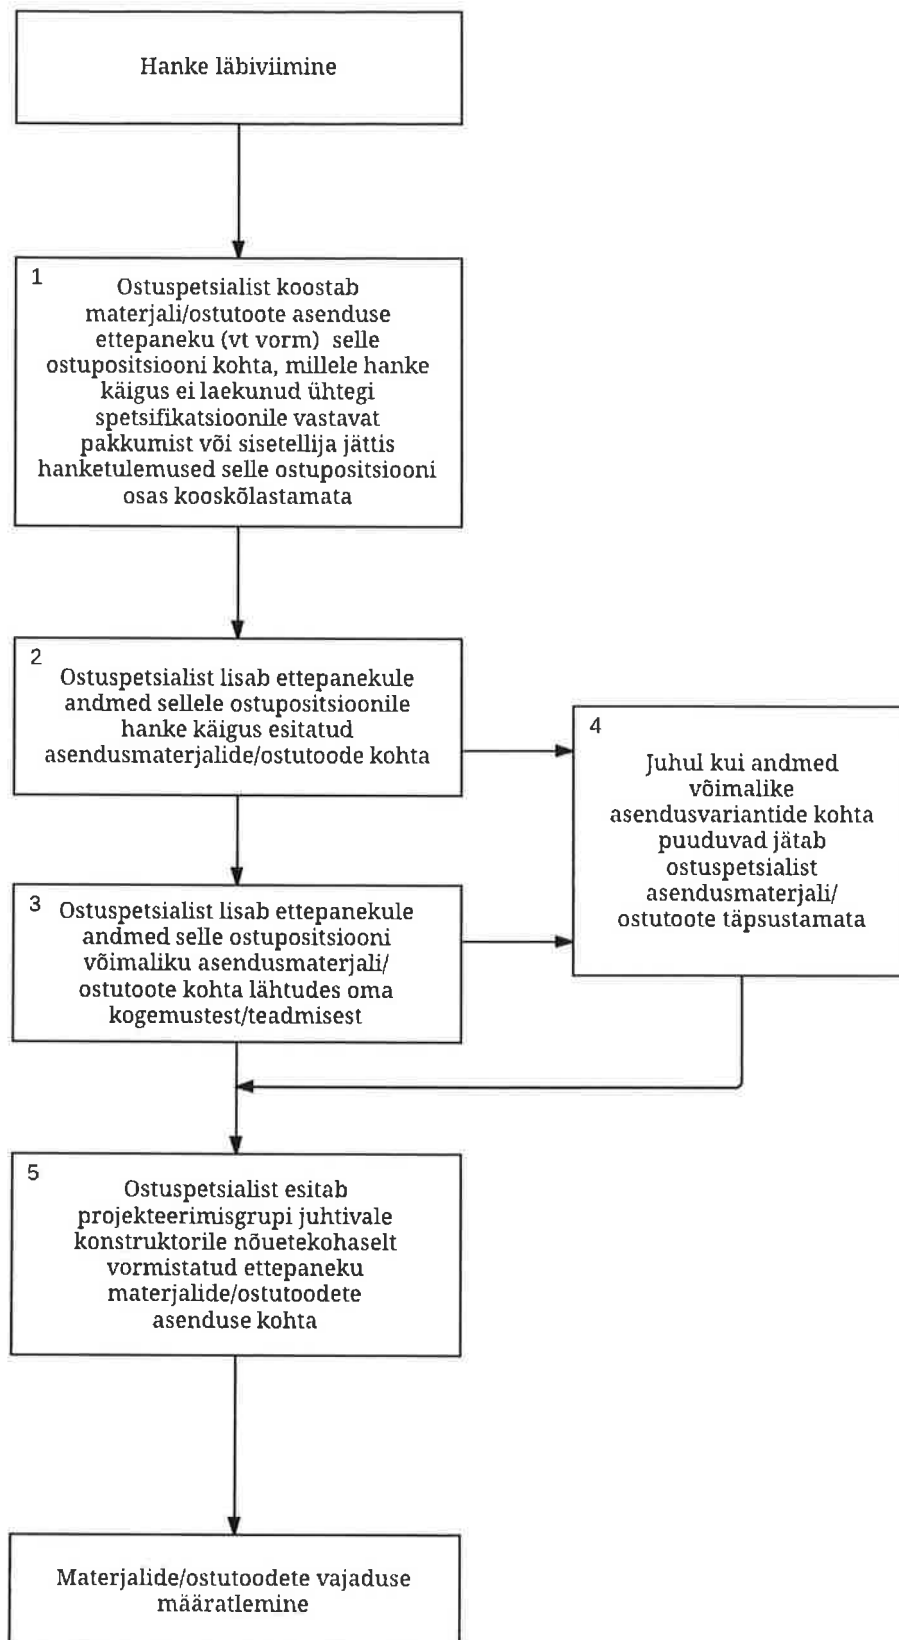 Hanke läbiviimine
1
Ostuspetsialist koostab
materjali/ostutoote asenduse
ettepaneku (vt vorm) selle
ostupositsiooni kohta, millele hanke
käigus ei laekunud ühtegi
spetsifikatsioonile vastavat
pakkumist või sisetellija jättis
hanketulemused selle ostupositsiooni
osas kooskõlastamata
2
Ostuspetsialist lisab ettepanekule
andmed sellele ostupositsioonile
hanke käigus esitatud
asendusmaterjalide/ostutoode kohta
4
Juhul kui andmed
võimalike
asendusvariantide kohta
puuduvad jätab
ostuspetsialist
asendusmaterjali/
ostutoote täpsustamata
3
Ostuspetsialist lisab ettepanekule
andmed selle ostupositsiooni
võimaliku asendusmaterjali/
ostutoote kohta lähtudes oma
kogemustest/teadmisest
5
Ostuspetsialist esitab
projekteerimisgrupi juhtivale
konstruktorile nõuetekohaselt
vormistatud ettepaneku
materjalide/ostutoodete
asenduse kohta
Materjalide/ostutoodete vajaduse
määratlemine